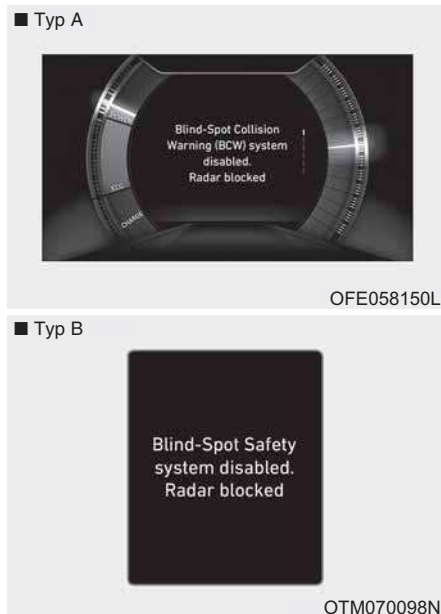 ■ Typ A
POWER
ECO
CHARGE
Blind-Spot Collision
Warning (BCW) system
disabled.
Radar blocked
OFE058150L
■ Typ B
Blind-Spot Safety
system disabled.
Radar blocked
OTM070098N